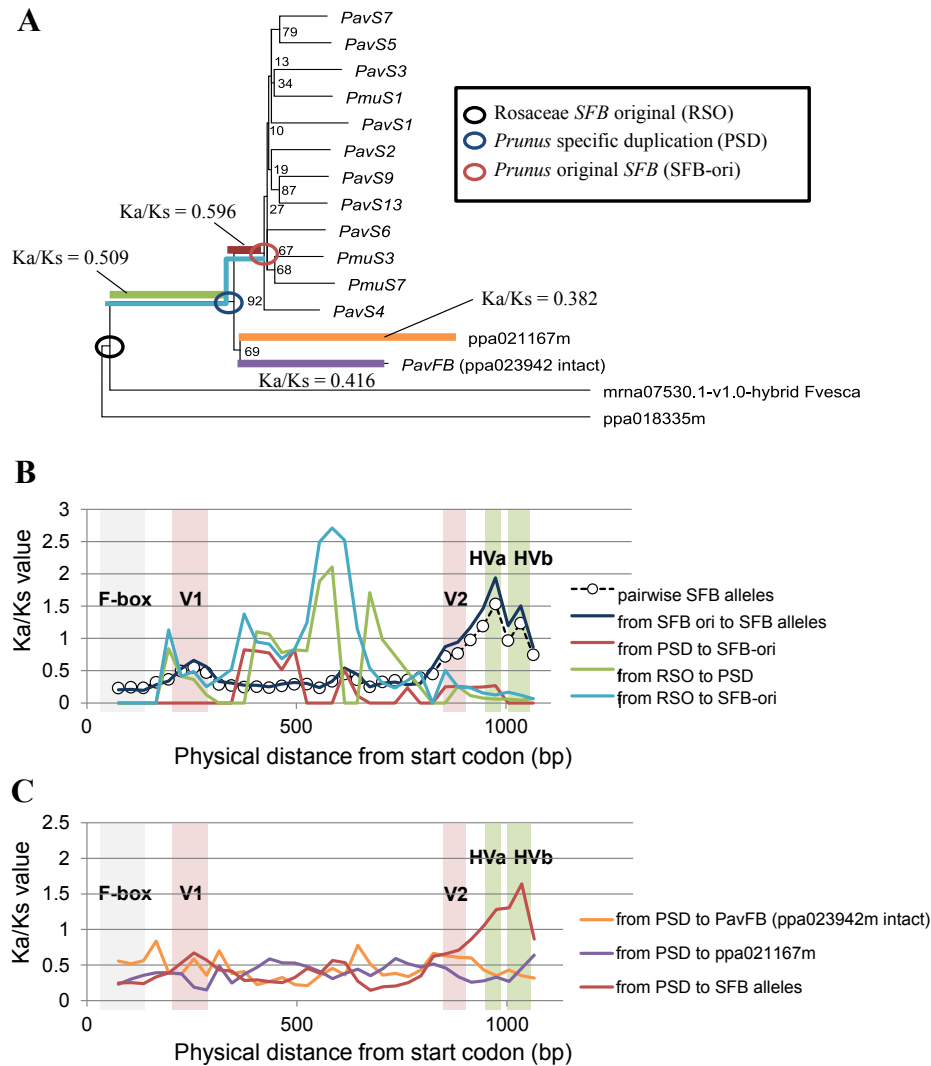 A
PavS7
79
PavS5
13
PavS3
34
PmuS1
10
PavS1
PavS2
19
PavS9
87
PavS13
27
PavS6
67
PmuS3
68
PmuS7
92
PavS4
Ka/Ks = 0.596
Ka/Ks = 0.509
Ka/Ks = 0.382
ppa021167m
69
PavFB (ppa023942 intact)
Ka/Ks = 0.416
mrna07530.1-v1.0-hybrid Fvesca
ppa018335m
Rosaceae SFB original (RSO)
Prunus specific duplication (PSD)
Prunus original SFB (SFB-ori)
B
Ka/Ks value
3
2.5
2
1.5
1
0.5
0
F-box
V1
V2
HVa
HVb
0
500
1000
Physical distance from start codon (bp)
pairwise SFB alleles
from SFB ori to SFB alleles
from PSD to SFB-ori
from RSO to PSD
from RSO to SFB-ori
C
Ka/Ks value
2.5
2
1.5
1
0.5
0
F-box
V1
V2
HVa
HVb
0
500
1000
Physical distance from start codon (bp)
from PSD to PavFB (ppa023942m intact)
from PSD to ppa021167m
from PSD to SFB alleles